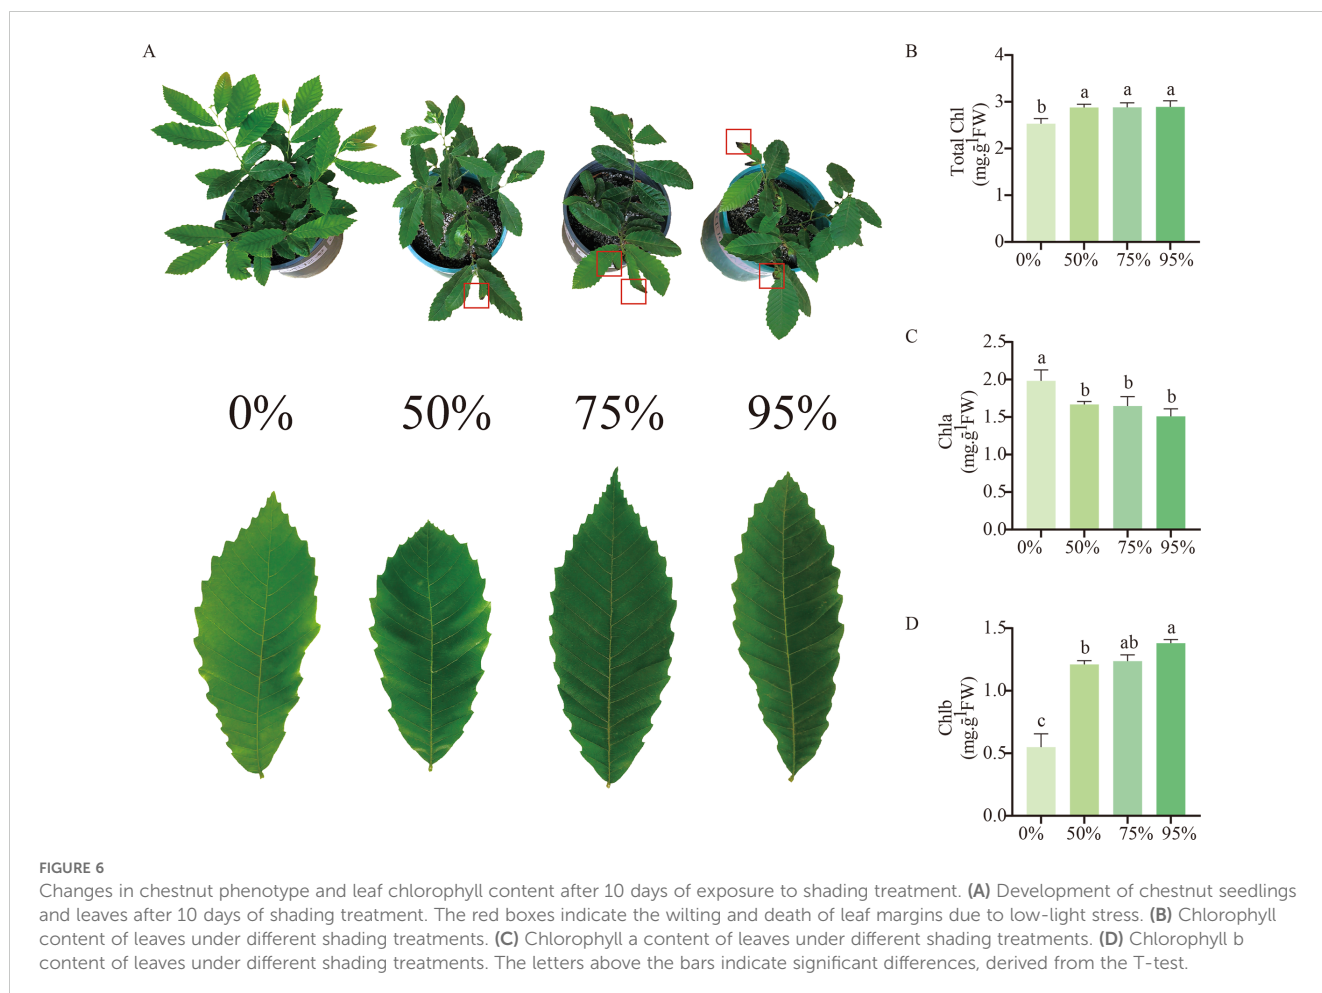 A
0%
50%
75%
95%
B
Total Chl
(mg.ḡ¹FW)
4
3
2
1
0
b
a
a
a
0%
50%
75%
95%
C
Chla
(mg.ḡ¹FW)
2.5
2.0
1.5
1.0
0.5
0.0
a
b
b
b
0%
50%
75%
95%
D
Chlb
(mg.ḡ¹FW)
1.5
1.0
0.5
0.0
c
b
ab
a
0%
50%
75%
95%
FIGURE 6
Changes in chestnut phenotype and leaf chlorophyll content after 10 days of exposure to shading treatment. (A) Development of chestnut seedlings
and leaves after 10 days of shading treatment. The red boxes indicate the wilting and death of leaf margins due to low-light stress. (B) Chlorophyll
content of leaves under different shading treatments. (C) Chlorophyll a content of leaves under different shading treatments. (D) Chlorophyll b
content of leaves under different shading treatments. The letters above the bars indicate significant differences, derived from the T-test.